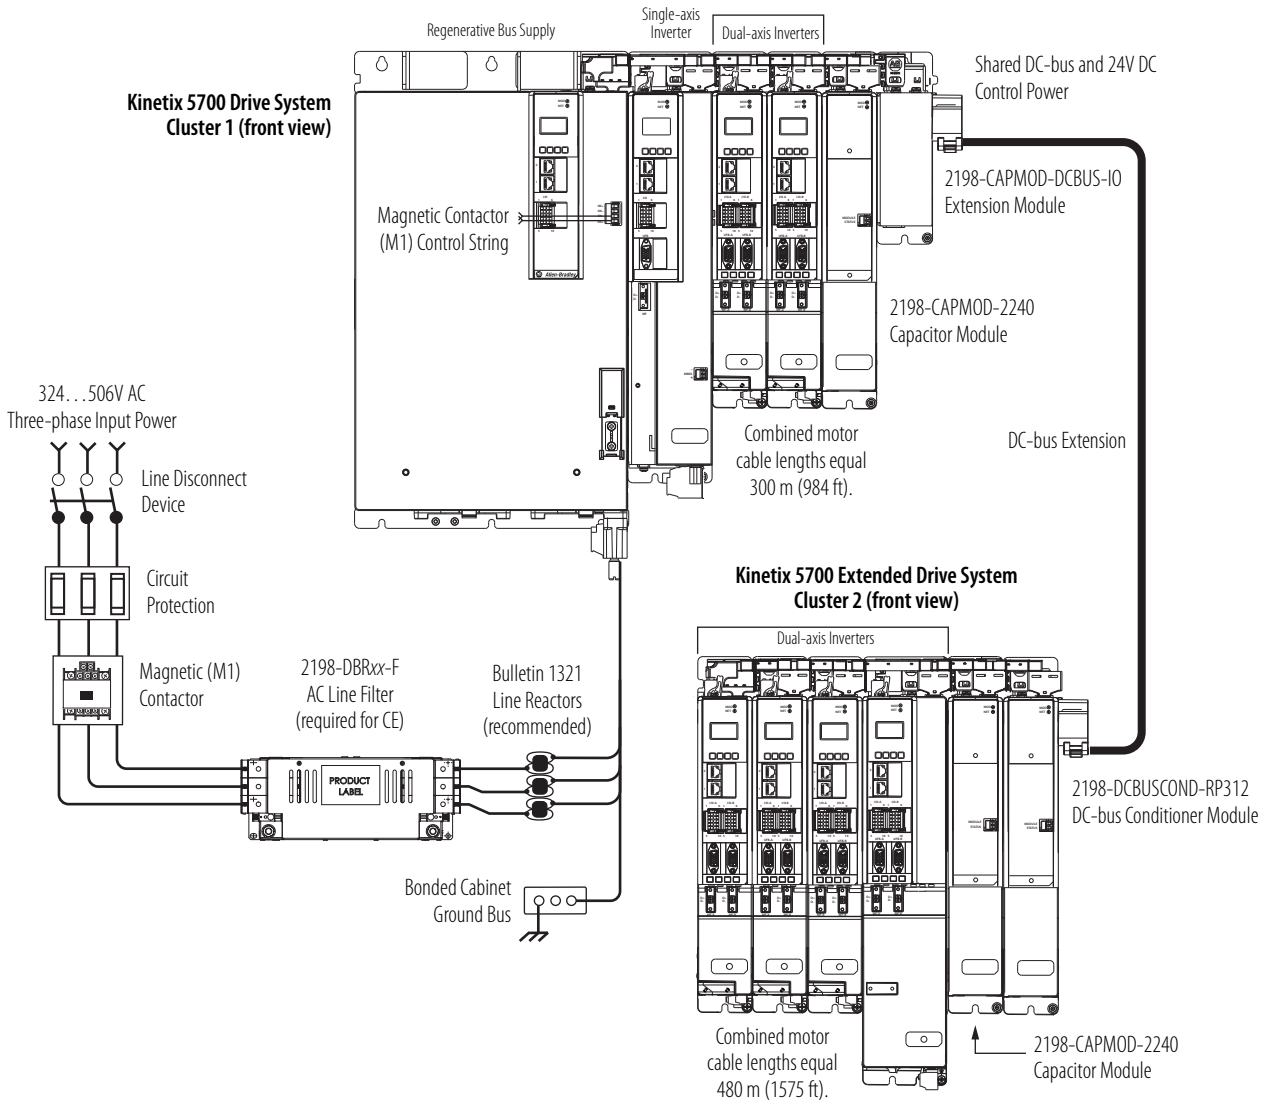 Regenerative Bus Supply
Single-axis
Inverter
Dual-axis Inverters
Shared DC-bus and 24V DC
Control Power
Kinetix 5700 Drive System
Cluster 1 (front view)
2198-CAPMOD-DCBUS-IO
Extension Module
Magnetic Contactor
(M1) Control String
Allen-Bradley
2198-CAPMOD-2240
Capacitor Module
324...506V AC
Three-phase Input Power
Combined motor
cable lengths equal
300 m (984 ft).
DC-bus Extension
Line Disconnect
Device
Circuit
Protection
Kinetix 5700 Extended Drive System
Cluster 2 (front view)
Dual-axis Inverters
Magnetic (M1)
Contactor
2198-DBRxx-F
AC Line Filter
(required for CE)
Bulletin 1321
Line Reactors
(recommended)
PRODUCT
LABEL
2198-DCBUSCOND-RP312
DC-bus Conditioner Module
Bonded Cabinet
Ground Bus
Combined motor
cable lengths equal
480 m (1575 ft).
2198-CAPMOD-2240
Capacitor Module